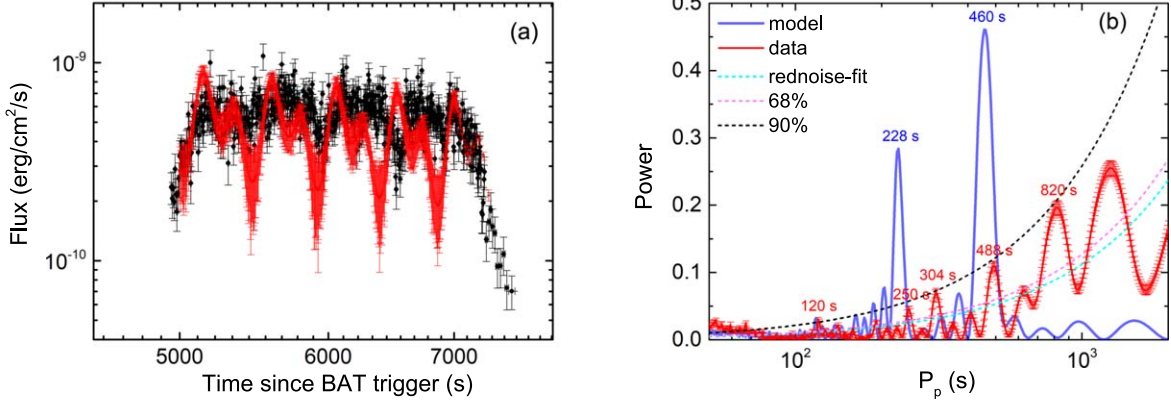 (a)
Flux (erg/cm²/s)
10⁻⁹
10⁻¹⁰
5000 6000 7000
Time since BAT trigger (s)
(b)
Power
0.5
0.4
0.3
0.2
0.1
0.0
model
data
rednoise-fit
68%
90%
460 s
228 s
820 s
488 s
304 s
250 s
120 s
10² 10³
Pₚ (s)